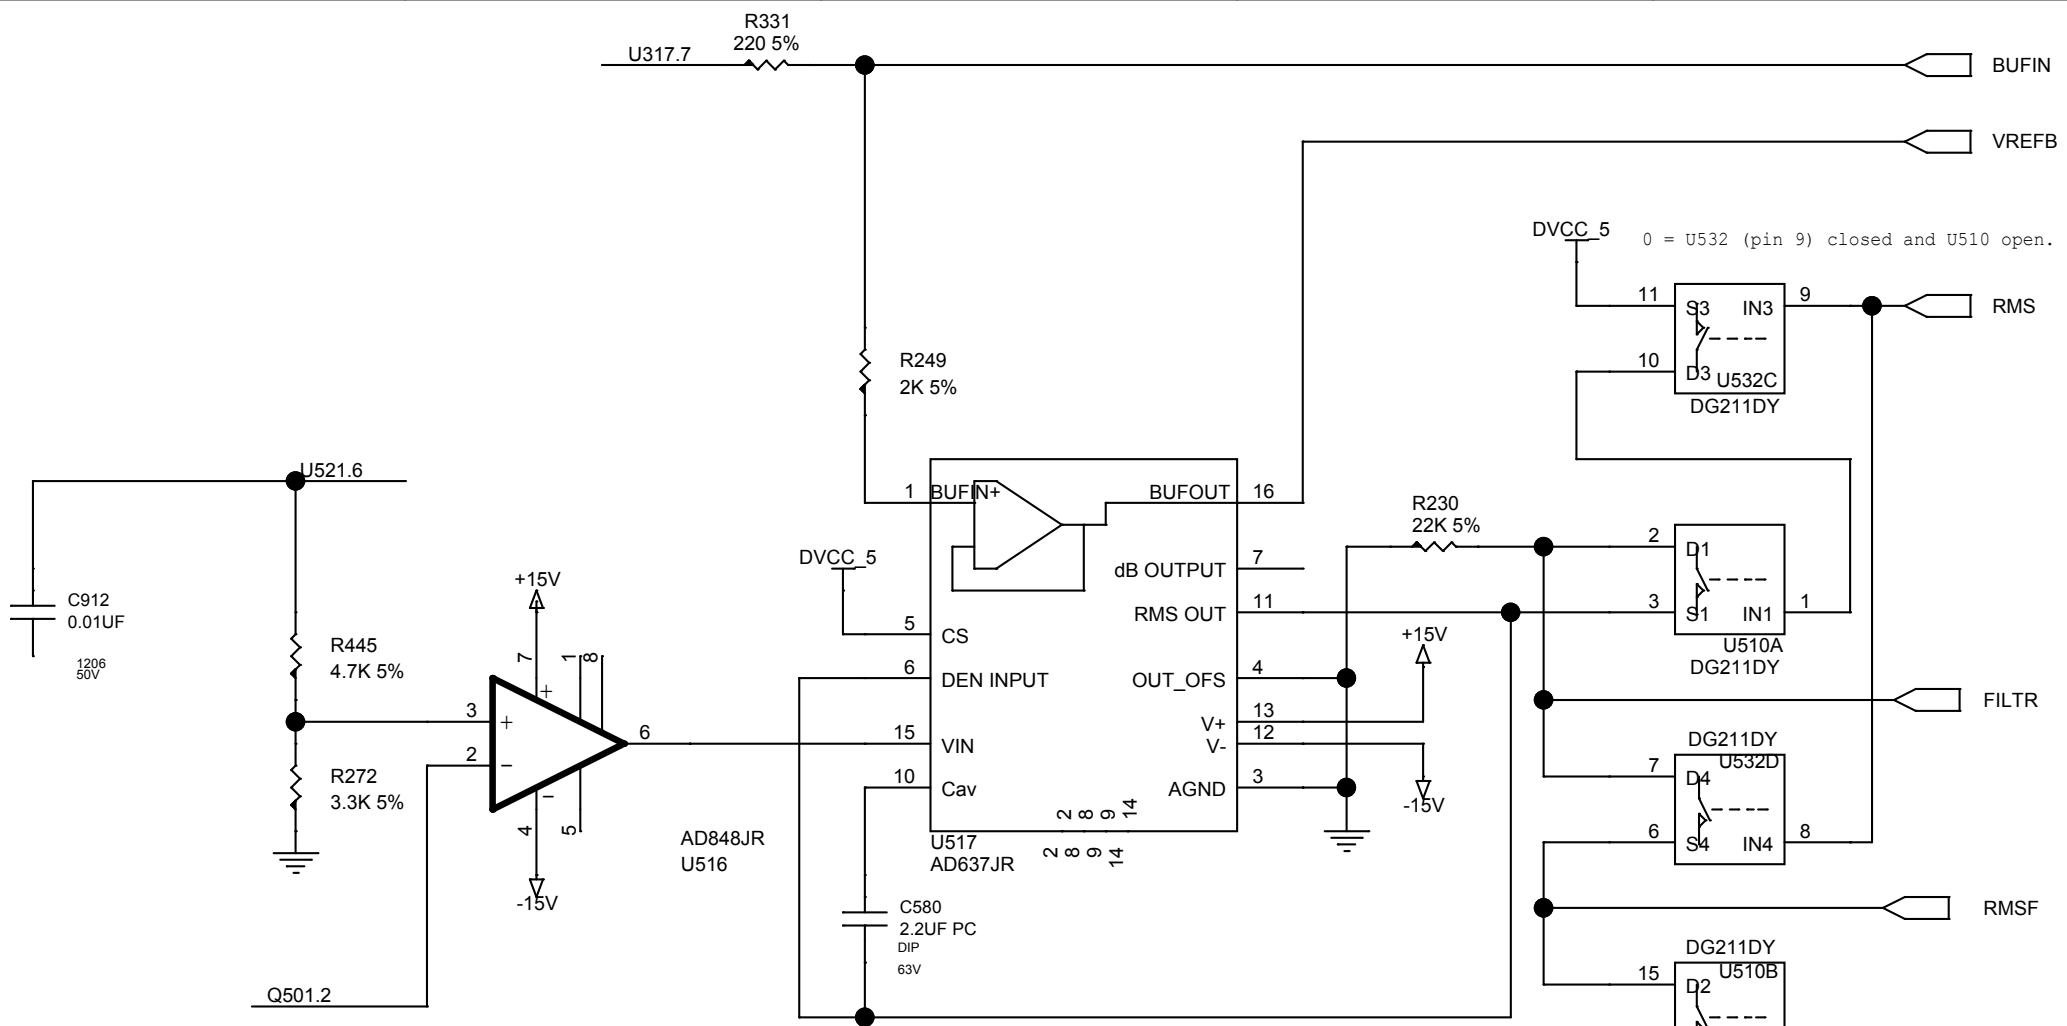 R331
220 5%
U317.7
BUFIN
VREFB
DVCC_5
0 = U532 (pin 9) closed and U510 open.
11
S3
IN3
9
RMS
10
D3
U532C
DG211DY
R249
2K 5%
U521.6
1
BUFIN+
BUFOUT
16
R230
22K 5%
DVCC_5
dB OUTPUT
7
2
D1
+15V
C912
0.01UF
1206
50V
RMS OUT
11
3
S1
IN1
1
U510A
DG211DY
5
CS
+15V
R445
4.7K 5%
7
1
8
6
DEN INPUT
OUT_OFS
4
FILTR
3
+
+
2
-
6
15
VIN
V+
13
V-
12
DG211DY
U532D
7
D4
R272
3.3K 5%
-
4
5
10
Cav
AGND
3
-15V
2
8
9
14
2
8
9
14
6
S4
IN4
8
AD848JR
U516
U517
AD637JR
-15V
C580
2.2UF PC
DIP
63V
RMSF
DG211DY
U510B
15
D2
Q501.2